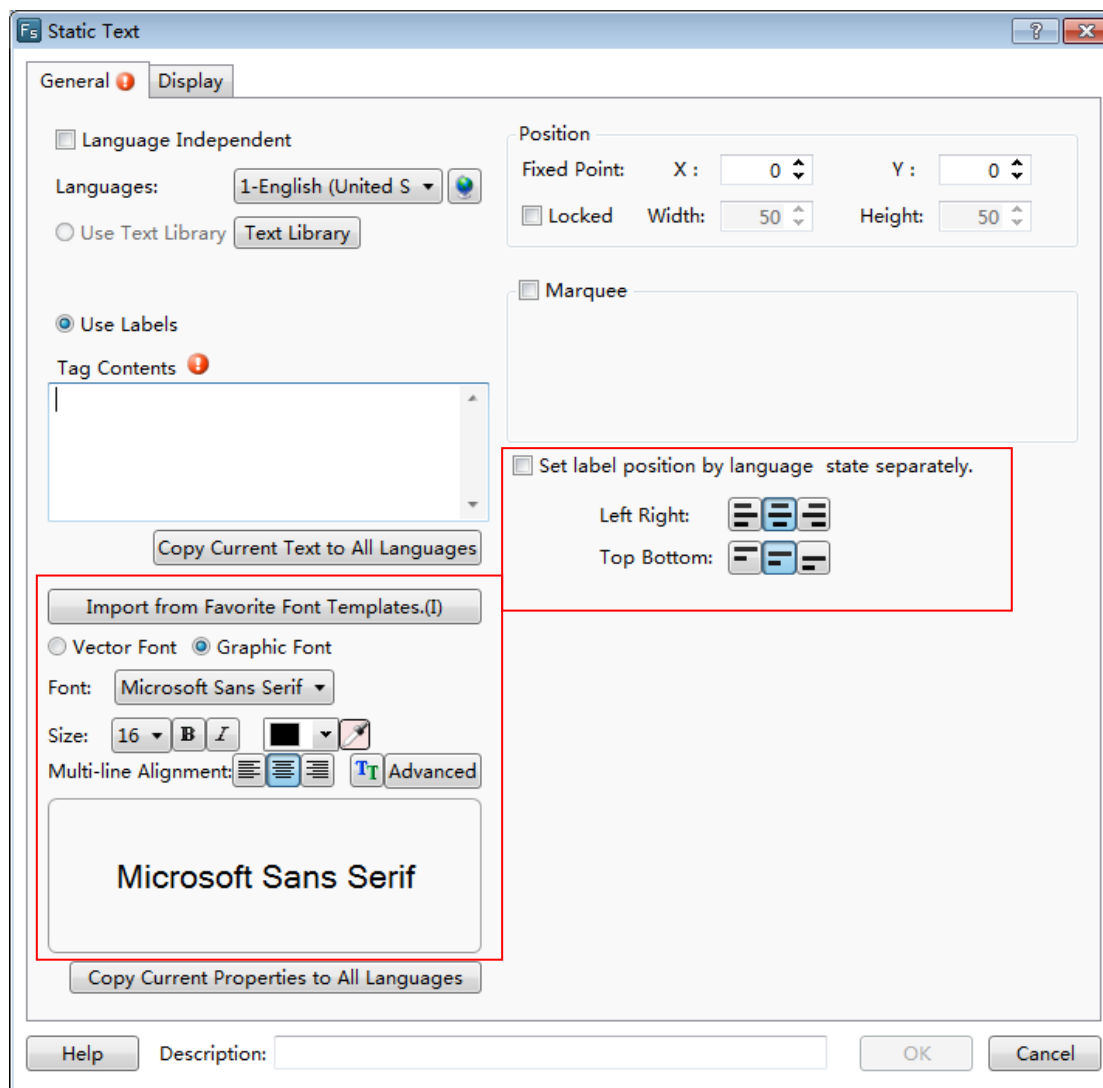 Fs Static Text
General Display
Language Independent
Languages: 1-English (United S
Use Text Library Text Library
Use Labels
Tag Contents
Copy Current Text to All Languages
Import from Favorite Font Templates.(I)
Vector Font Graphic Font
Font: Microsoft Sans Serif
Size: 16 B I
Multi-line Alignment: TT Advanced
Microsoft Sans Serif
Copy Current Properties to All Languages
Position
Fixed Point: X : 0 Y : 0
Locked Width: 50 Height: 50
Marquee
Set label position by language state separately.
Left Right:
Top Bottom:
Help Description: OK Cancel